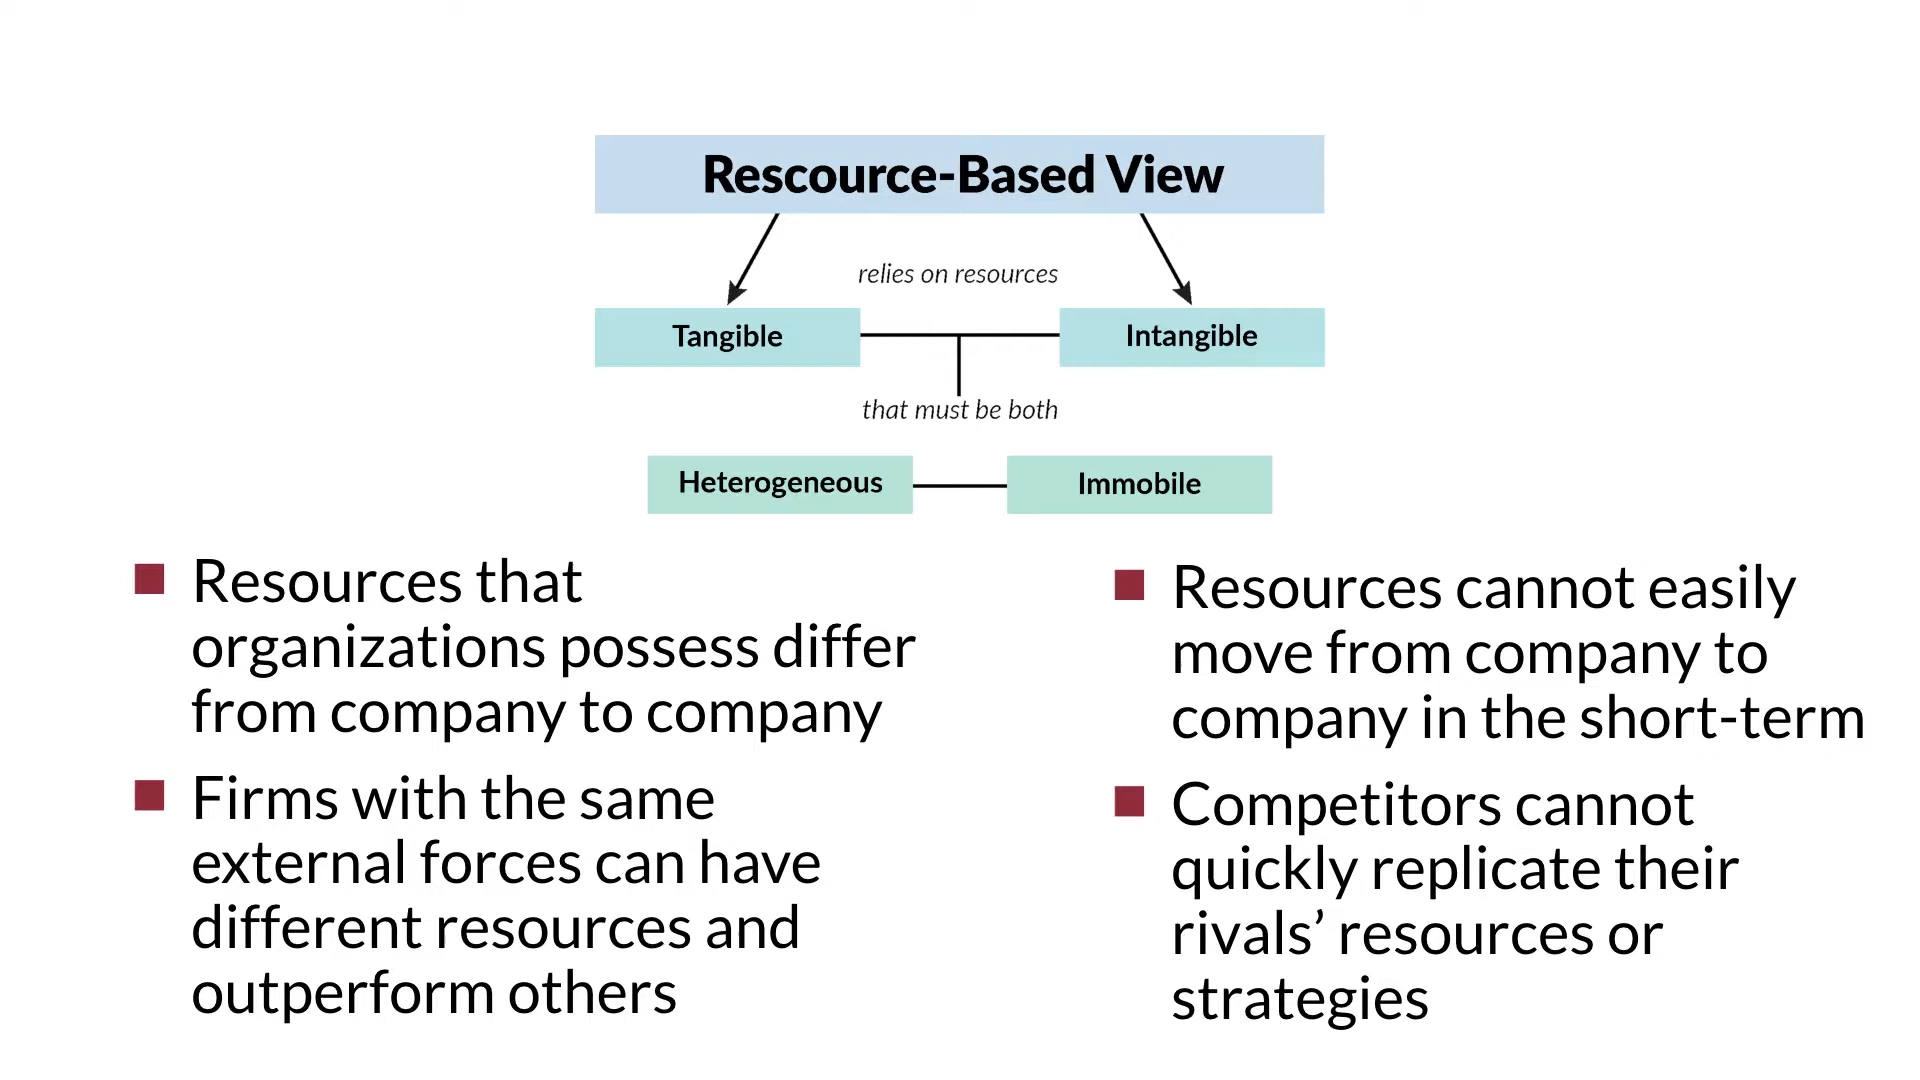 Rescource-Based View
relies on resources
Tangible
Intangible
that must be both
Heterogeneous
Immobile
Resources that
organizations possess differ
from company to company
Firms with the same
external forces can have
different resources and
outperform others
Resources cannot easily
move from company to
company in the short-term
Competitors cannot
quickly replicate their
rivals’ resources or
strategies